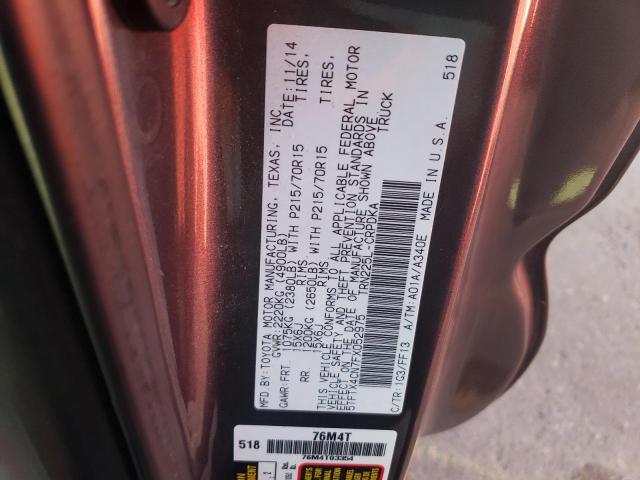 MFD.BY:TOYOTA MOTOR MANUFACTURING, TEXAS, INC.
GVWR:2220KG (4900LB) DATE:11/14
GAWR:FRT. 1075KG (2380LB) WITH P215/70R15 TIRES,
15X6J RIMS
RR. 1200KG (2650LB) WITH P215/70R15 TIRES,
15X6J RIMS
THIS VEHICLE CONFORMS TO ALL APPLICABLE FEDERAL MOTOR
VEHICLE SAFETY AND THEFT PREVENTION STANDARDS IN
EFFECT ON THE DATE OF MANUFACTURE SHOWN ABOVE.
5TFTX4CN7FX052975 TRUCK
TRN225L-CRPDKA
C/TR:1G3/FF13 A/TM:A01A/A340E MADE IN U.S.A.
518
518 76M4T
76M4T03354